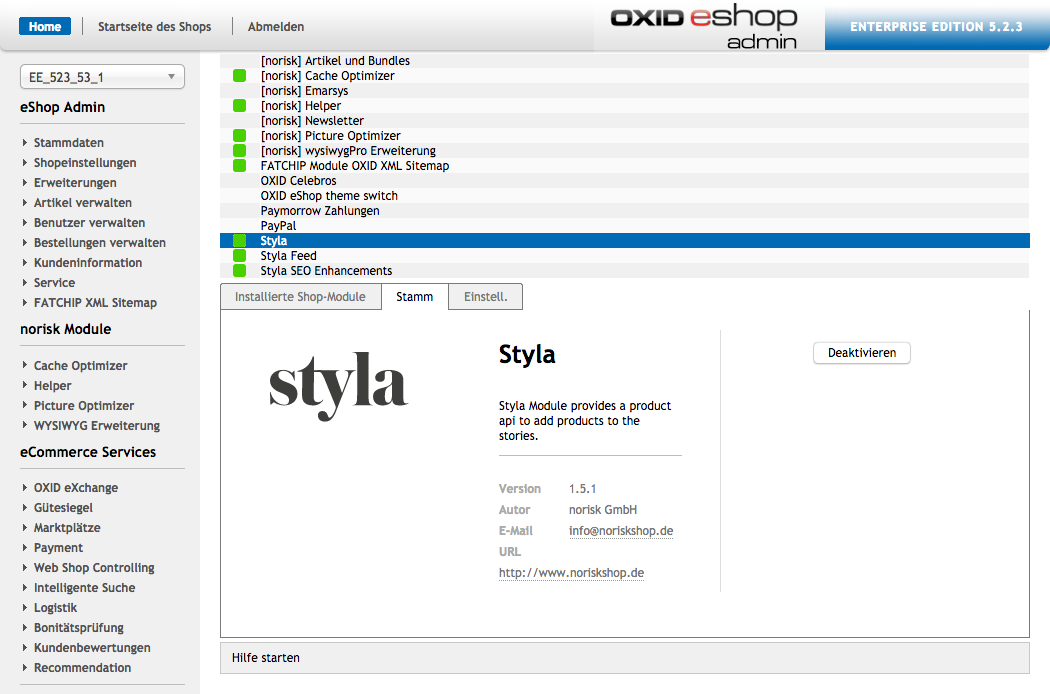 Home
Startseite des Shops
Abmelden
OXID eshop
admin
ENTERPRISE EDITION 5.2.3
EE_523_53_1
eShop Admin
Stammdaten
Shopeinstellungen
Erweiterungen
Artikel verwalten
Benutzer verwalten
Bestellungen verwalten
Kundeninformation
Service
FATCHIP XML Sitemap
norisk Module
Cache Optimizer
Helper
Picture Optimizer
WYSIWYG Erweiterung
eCommerce Services
OXID eXchange
Gütesiegel
Marktplätze
Payment
Web Shop Controlling
Intelligente Suche
Logistik
Bonitätsprüfung
Kundenbewertungen
Recommendation
[norisk] Artikel und Bundles
[norisk] Cache Optimizer
[norisk] Emarsys
[norisk] Helper
[norisk] Newsletter
[norisk] Picture Optimizer
[norisk] wysiwygPro Erweiterung
FATCHIP Module OXID XML Sitemap
OXID Celebros
OXID eShop theme switch
Paymorrow Zahlungen
PayPal
Styla
Styla Feed
Styla SEO Enhancements
Installierte Shop-Module
Stamm
Einstell.
styla
Styla
Styla Module provides a product
api to add products to the
stories.
Version 1.5.1
Autor norisk GmbH
E-Mail info@noriskshop.de
URL
http://www.noriskshop.de
Deaktivieren
Hilfe starten